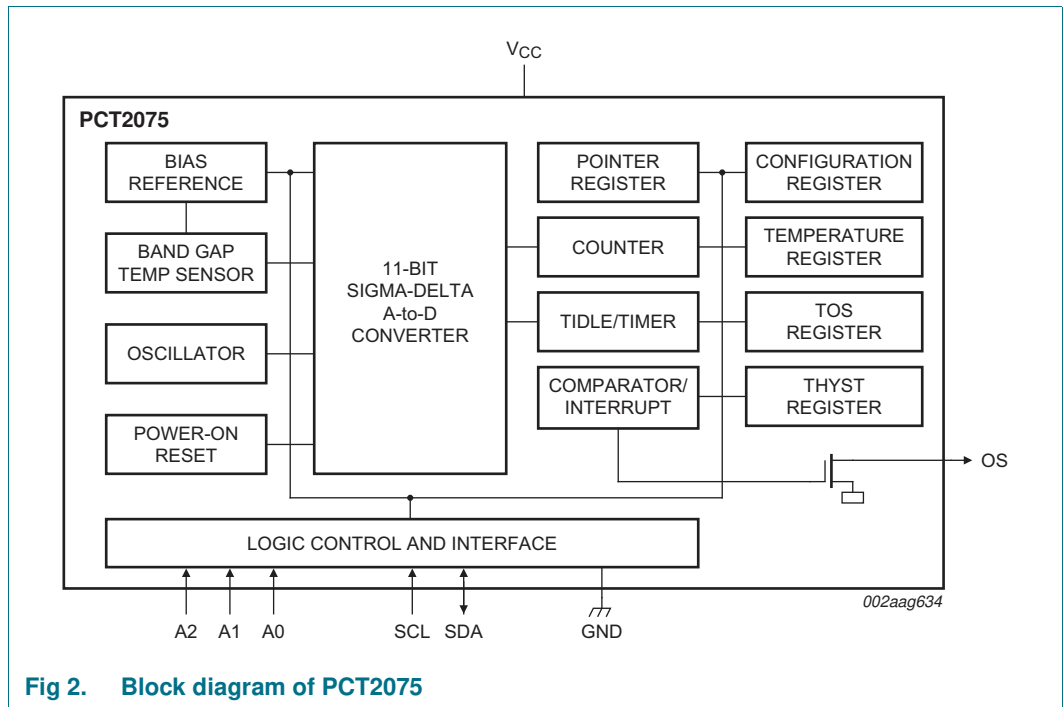 VCC
PCT2075
BIAS
REFERENCE
BAND GAP
TEMP SENSOR
OSCILLATOR
POWER-ON
RESET
11-BIT
SIGMA-DELTA
A-to-D
CONVERTER
POINTER
REGISTER
COUNTER
TIDLE/TIMER
COMPARATOR/
INTERRUPT
CONFIGURATION
REGISTER
TEMPERATURE
REGISTER
TOS
REGISTER
THYST
REGISTER
OS
LOGIC CONTROL AND INTERFACE
002aag634
A2 A1 A0 SCL SDA GND
Fig 2. Block diagram of PCT2075